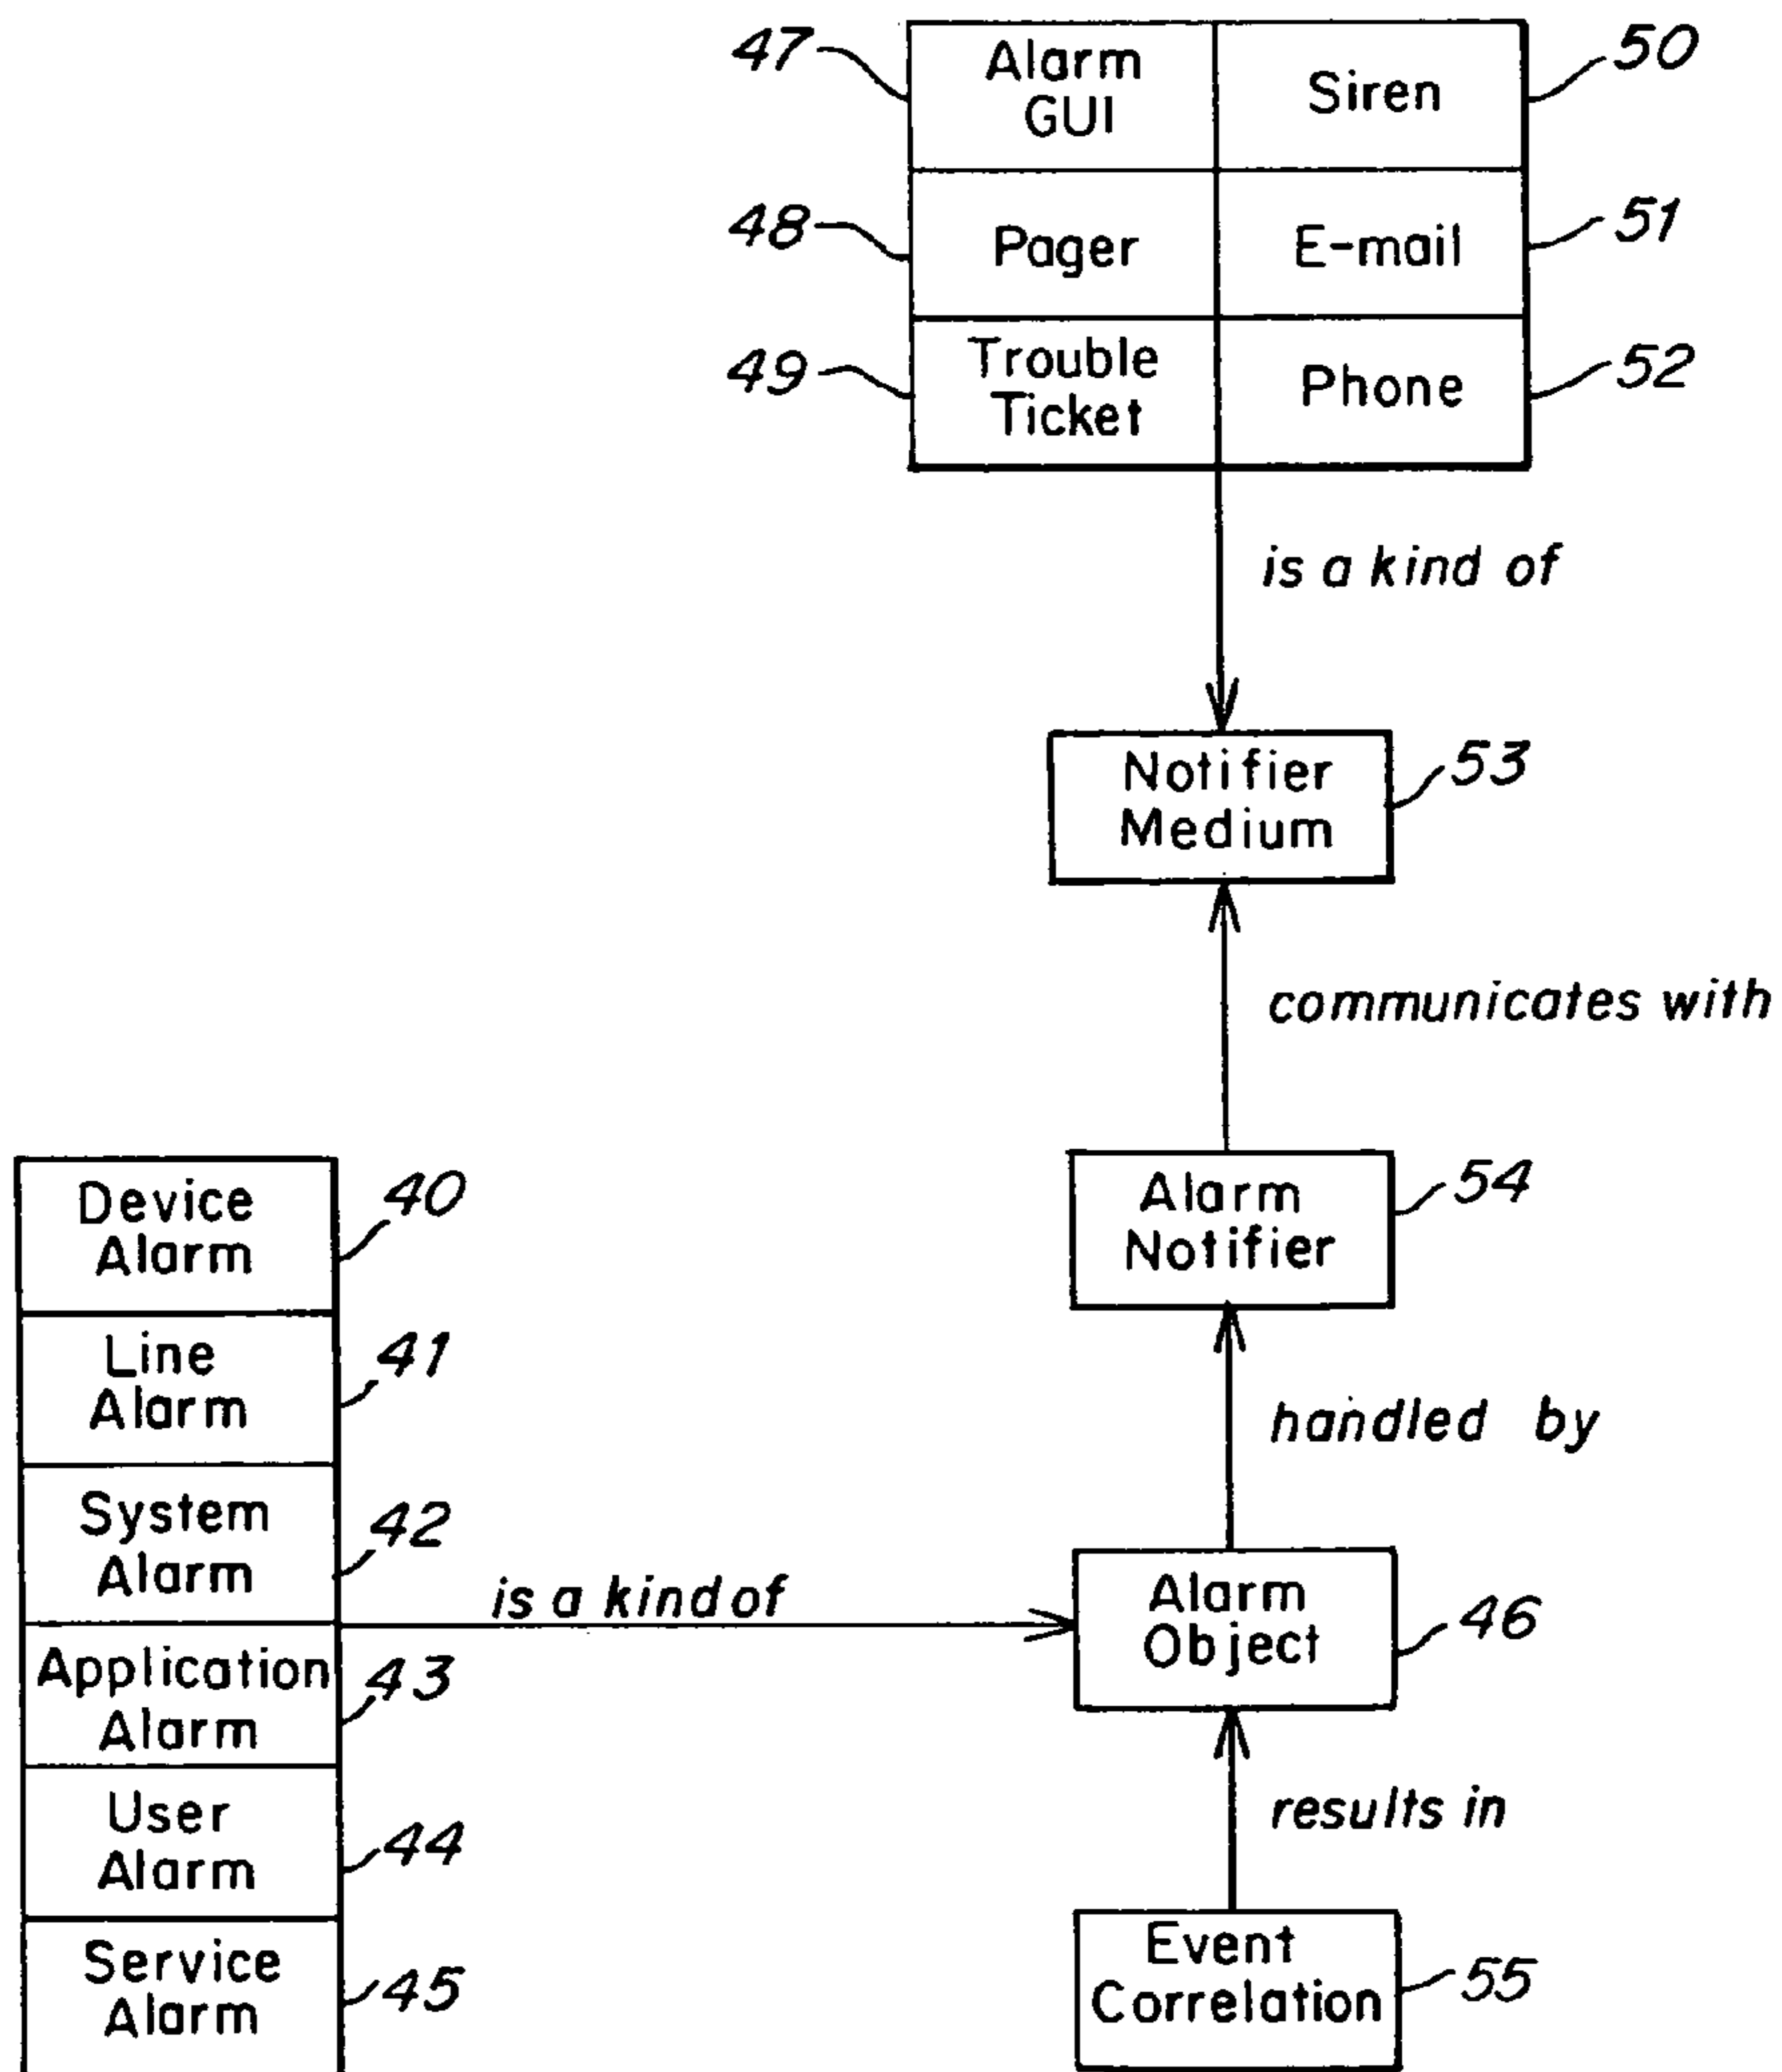 47
Alarm
GUI
Siren
50
48
Pager
E-mail
51
49
Trouble
Ticket
Phone
52
is a kind of
Notifier
Medium
53
communicates with
Alarm
Notifier
54
handled by
Device
Alarm
40
Line
Alarm
41
System
Alarm
42
Application
Alarm
43
User
Alarm
44
Service
Alarm
45
is a kind of
Alarm
Object
46
results in
Event
Correlation
55